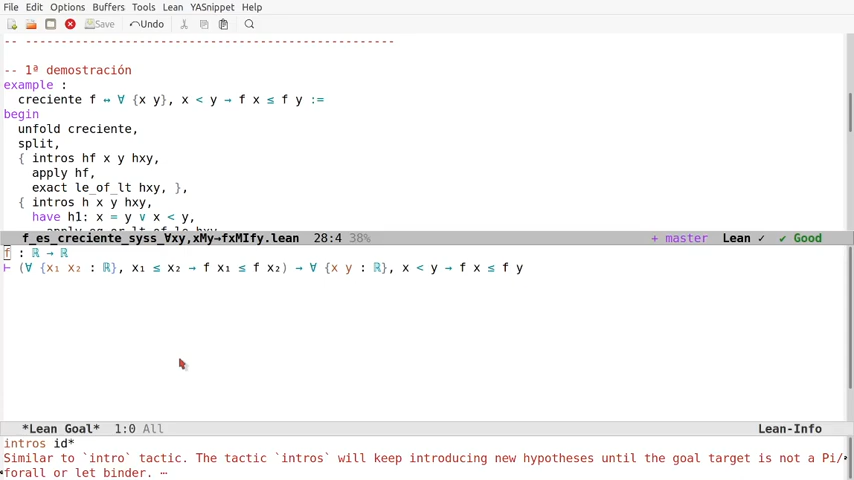 File Edit Options Buffers Tools Lean YASnippet Help
Save Undo
-- ----------------------------------------------------
-- 1ª demostración
example :
  creciente f ↔ ∀ {x y}, x < y → f x ≤ f y :=
begin
  unfold creciente,
  split,
  { intros hf x y hxy,
    apply hf,
    exact le_of_lt hxy, },
  { intros h x y hxy,
    have h1: x = y ∨ x < y,
      apply eq_or_lt_of_le hxy
f_es_creciente_syss_∀xy,xMy→fxMIfy.lean 28:4 38% + master Lean ✓ ✔ Good
f : ℝ → ℝ
⊢ (∀ {x₁ x₂ : ℝ}, x₁ ≤ x₂ → f x₁ ≤ f x₂) → ∀ {x y : ℝ}, x < y → f x ≤ f y
*Lean Goal* 1:0 All Lean-Info
intros id*
Similar to `intro` tactic. The tactic `intros` will keep introducing new hypotheses until the goal target is not a Pi/
forall or let binder. ⋯